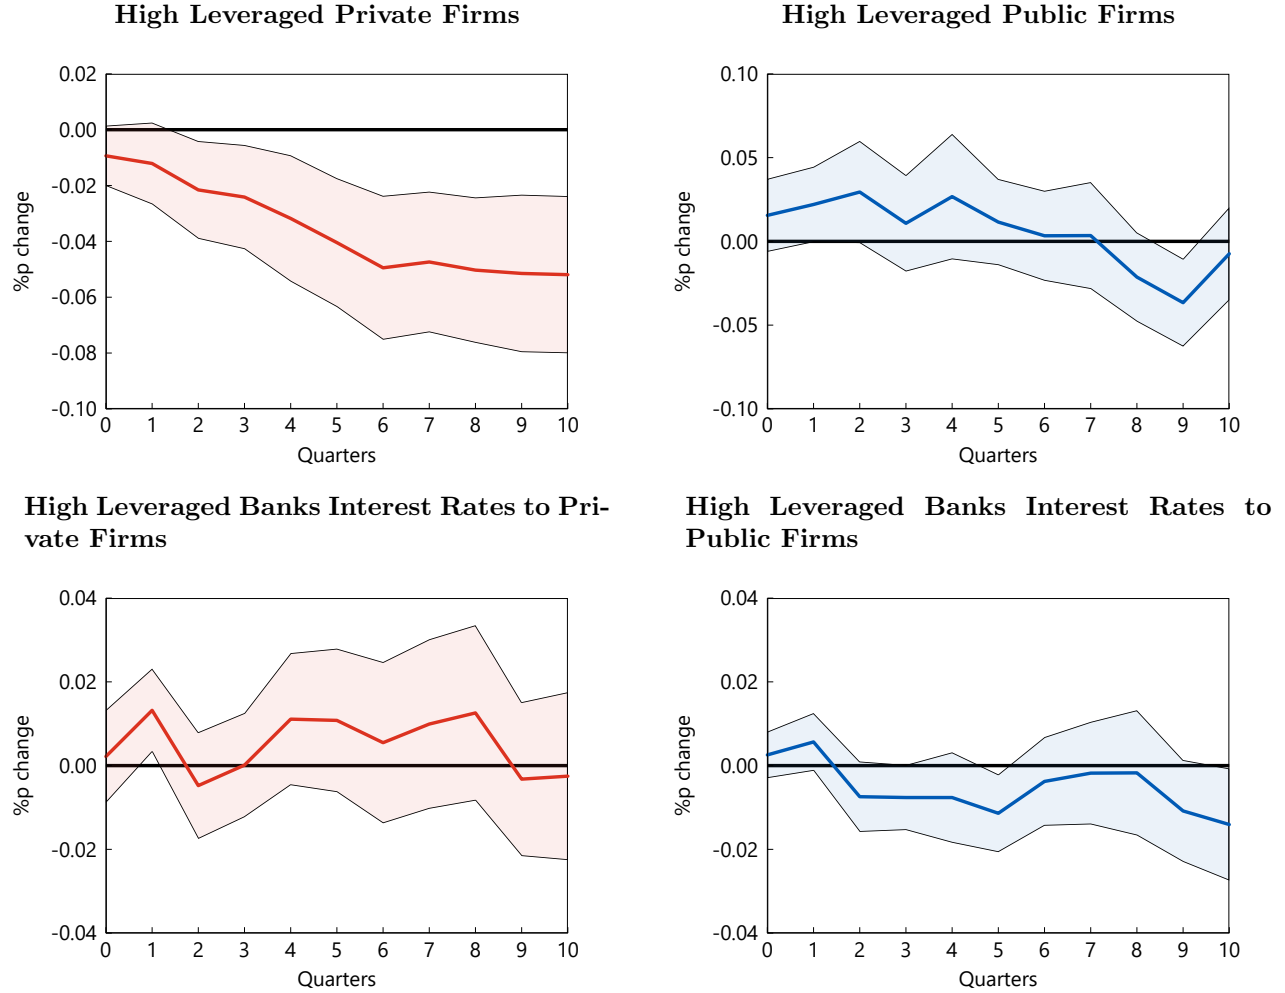 High Leveraged Private Firms
0.02
0.00
-0.02
-0.04
-0.06
-0.08
-0.10
%p change
0 1 2 3 4 5 6 7 8 9 10
Quarters
High Leveraged Public Firms
0.10
0.05
0.00
-0.05
-0.10
%p change
0 1 2 3 4 5 6 7 8 9 10
Quarters
High Leveraged Banks Interest Rates to Pri-
vate Firms
0.04
0.02
0.00
-0.02
-0.04
%p change
0 1 2 3 4 5 6 7 8 9 10
Quarters
High Leveraged Banks Interest Rates to
Public Firms
0.04
0.02
0.00
-0.02
-0.04
%p change
0 1 2 3 4 5 6 7 8 9 10
Quarters